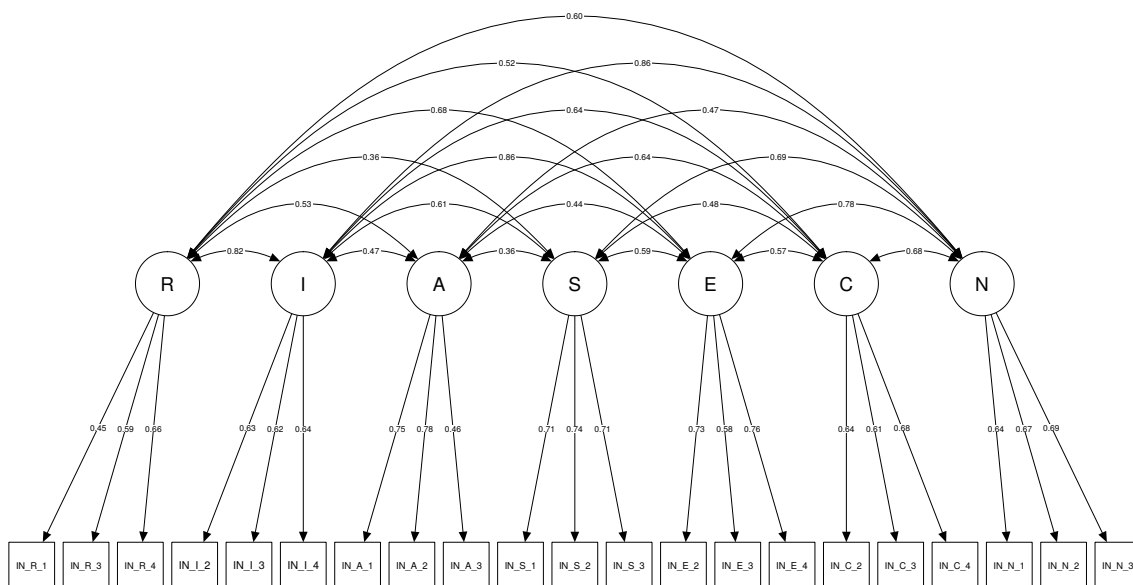 0.60
0.52 0.86
0.68 0.64 0.47
0.36 0.86 0.64 0.69
0.53 0.61 0.44 0.48 0.78
0.82 0.47 0.36 0.59 0.57 0.68
R I A S E C N
0.45 0.59 0.66 0.63 0.62 0.64 0.75 0.78 0.46 0.71 0.74 0.71 0.73 0.58 0.76 0.64 0.61 0.68 0.64 0.67 0.69
IN_R_1 IN_R_3 IN_R_4 IN_I_2 IN_I_3 IN_I_4 IN_A_1 IN_A_2 IN_A_3 IN_S_1 IN_S_2 IN_S_3 IN_E_2 IN_E_3 IN_E_4 IN_C_2 IN_C_3 IN_C_4 IN_N_1 IN_N_2 IN_N_3